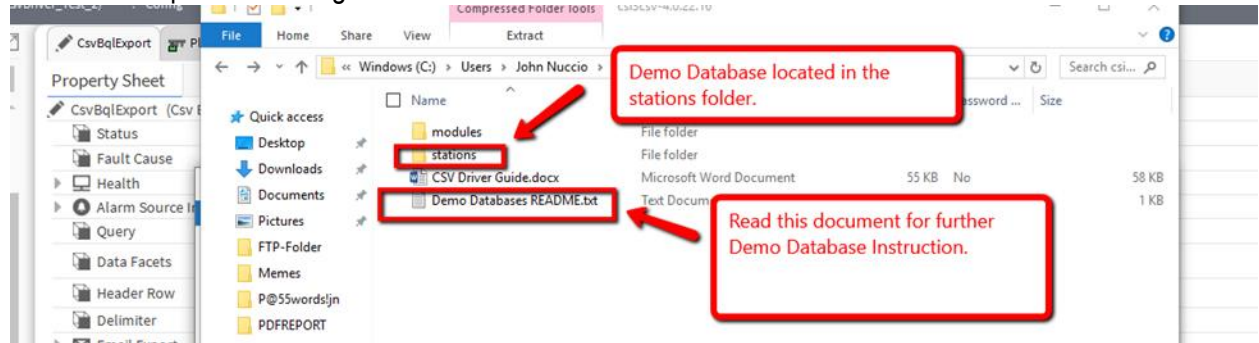 Compressed Folder Tools
CsvBqlExport
File Home Share View Extract
Property Sheet
« Windows (C:) › Users › John Nuccio ›
Search csi...
Demo Database located in the
stations folder.
CsvBqlExport (Csv
Name
Size
Status
Quick access
modules
File folder
Desktop
stations
File folder
Fault Cause
Downloads
CSV Driver Guide.docx
Microsoft Word Document
55 KB
No
58 KB
Health
Documents
Demo Databases README.txt
1 KB
Alarm Source
Pictures
Read this document for further
Demo Database Instruction.
Query
FTP-Folder
Data Facets
Memes
Header Row
P@55words!jn
Delimiter
PDFREPORT